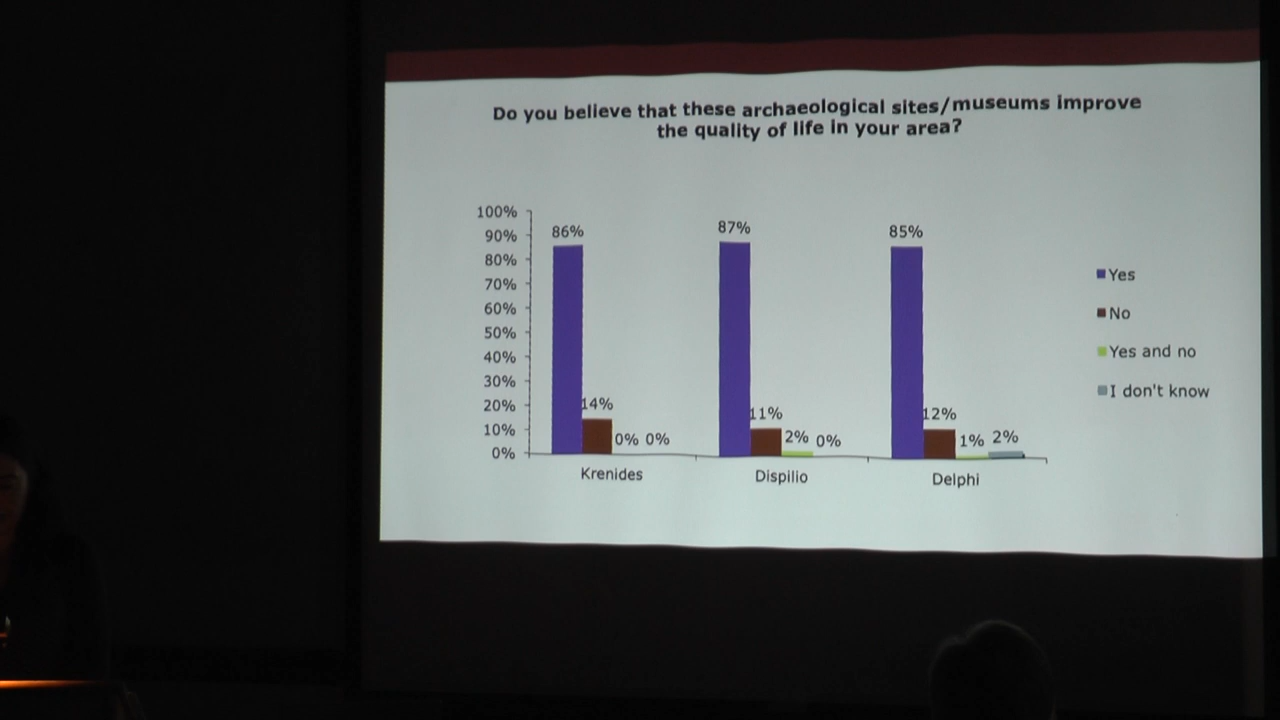 Do you believe that these archaeological sites/museums improve
the quality of life in your area?
100%
90%
80%
70%
60%
50%
40%
30%
20%
10%
0%
86%
14%
0%
0%
87%
11%
2%
0%
85%
12%
1%
2%
Krenides
Dispilio
Delphi
Yes
No
Yes and no
I don't know